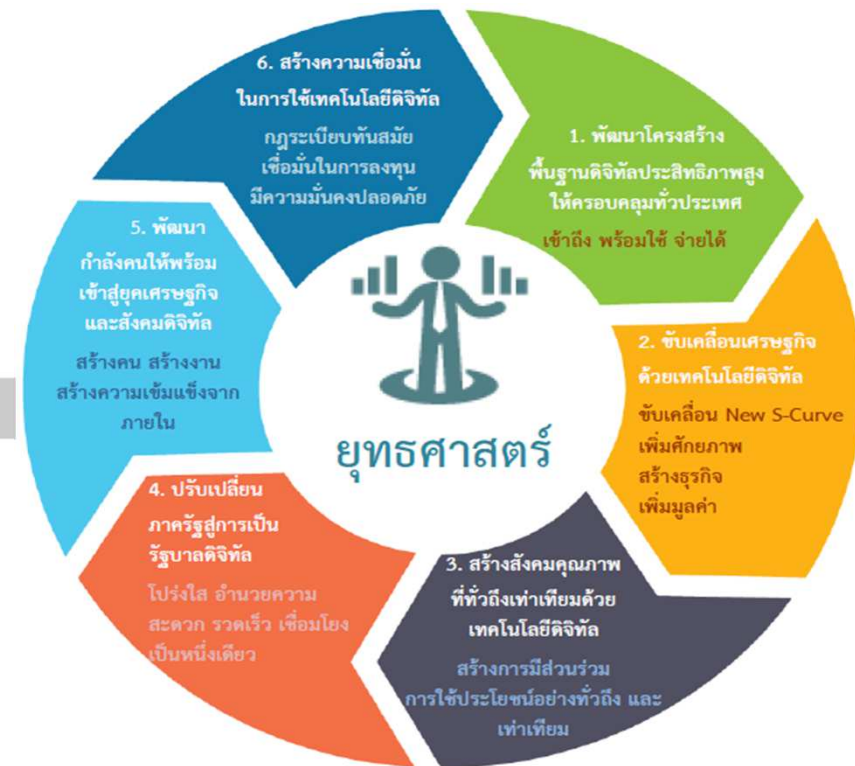 6. สร้างความเชื่อมั่น
ในการใช้เทคโนโลยีดิจิทัล
กฎระเบียบทันสมัย
เชื่อมั่นในการลงทุน
มีความมั่นคงปลอดภัย
1. พัฒนาโครงสร้าง
พื้นฐานดิจิทัลประสิทธิภาพสูง
ให้ครอบคลุมทั่วประเทศ
เข้าถึง พร้อมใช้ จ่ายได้
2. ขับเคลื่อนเศรษฐกิจ
ด้วยเทคโนโลยีดิจิทัล
ขับเคลื่อน New S-Curve
เพิ่มศักยภาพ
สร้างธุรกิจ
เพิ่มมูลค่า
3. สร้างสังคมคุณภาพ
ที่ทั่วถึงเท่าเทียมด้วย
เทคโนโลยีดิจิทัล
สร้างการมีส่วนร่วม
การใช้ประโยชน์อย่างทั่วถึง และ
เท่าเทียม
4. ปรับเปลี่ยน
ภาครัฐสู่การเป็น
รัฐบาลดิจิทัล
โปร่งใส อำนวยความ
สะดวก รวดเร็ว เชื่อมโยง
เป็นหนึ่งเดียว
5. พัฒนา
กำลังคนให้พร้อม
เข้าสู่ยุคเศรษฐกิจ
และสังคมดิจิทัล
สร้างคน สร้างงาน
สร้างความเข้มแข็งจาก
ภายใน
ยุทธศาสตร์